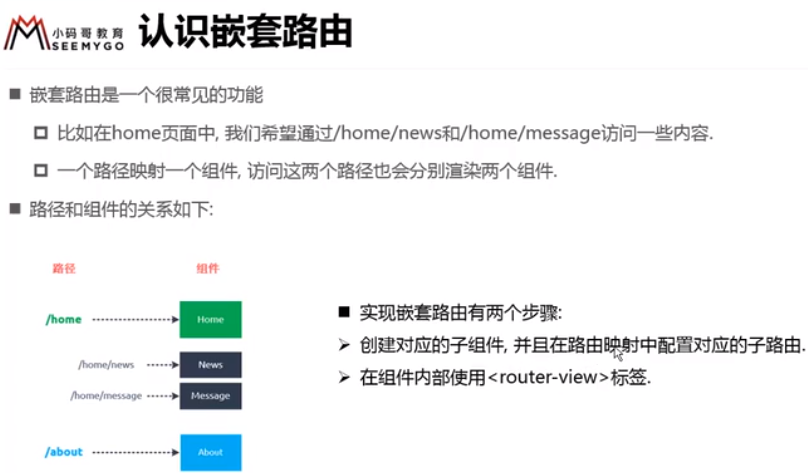 小码哥教育
SEEMYGO
认识嵌套路由
嵌套路由是一个很常见的功能
比如在home页面中, 我们希望通过/home/news和/home/message访问一些内容.
一个路径映射一个组件, 访问这两个路径也会分别渲染两个组件.
路径和组件的关系如下:
路径 组件
/home Home
/home/news News
/home/message Message
/about About
实现嵌套路由有两个步骤:
创建对应的子组件, 并且在路由映射中配置对应的子路由.
在组件内部使用<router-view>标签.